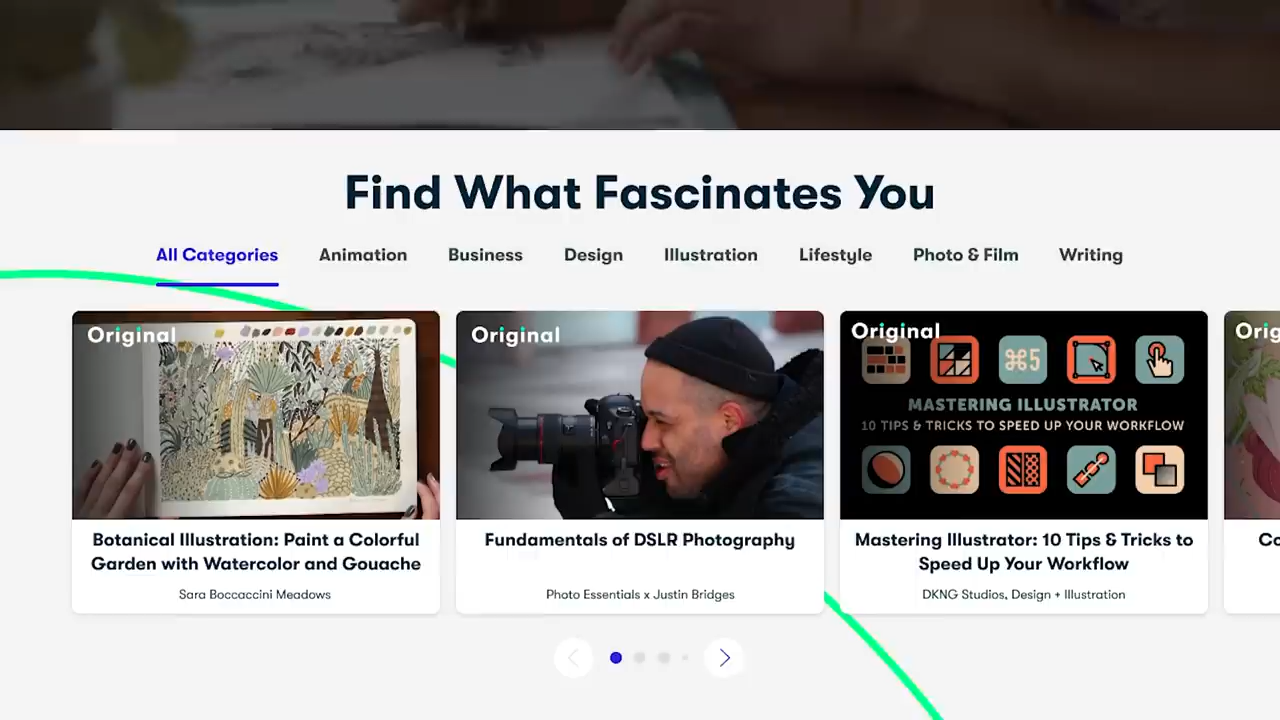 Find What Fascinates You
All Categories Animation Business Design Illustration Lifestyle Photo & Film Writing
Original
Original
Original
Orig
⌘5
MASTERING ILLUSTRATOR
10 TIPS & TRICKS TO SPEED UP YOUR WORKFLOW
Botanical Illustration: Paint a Colorful
Garden with Watercolor and Gouache
Sara Boccaccini Meadows
Fundamentals of DSLR Photography
Photo Essentials x Justin Bridges
Mastering Illustrator: 10 Tips & Tricks to
Speed Up Your Workflow
DKNG Studios, Design + Illustration
Co